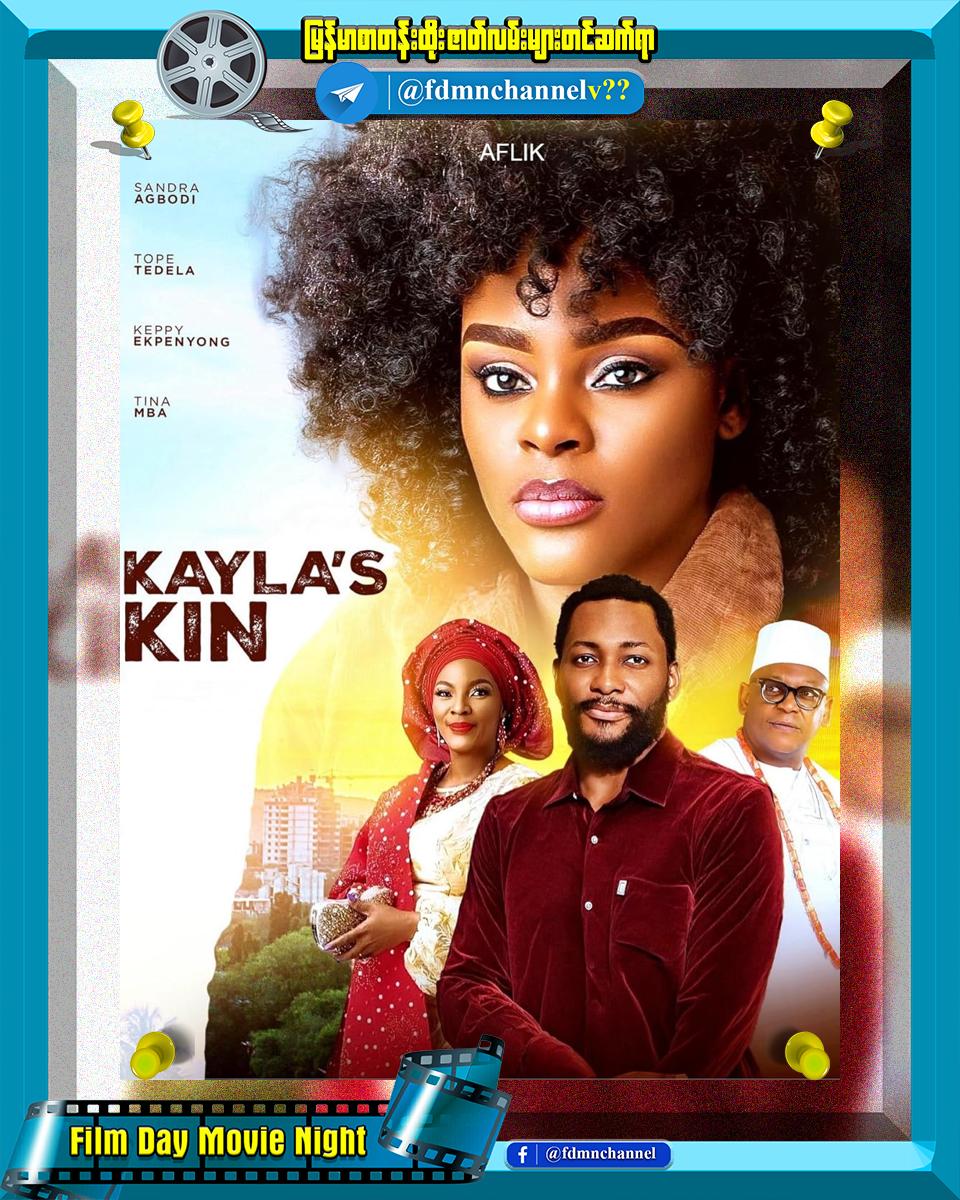 မြန်မာစာတန်းထိုးဇာတ်လမ်းများတင်ဆက်ရာ
@fdmnchannelv??
AFLIK
SANDRA
AGBODI
TOPE
TEDELA
KEPPY
EKPENYONG
TINA
MBA
KAYLA'S
KIN
Film Day Movie Night
@fdmnchannel